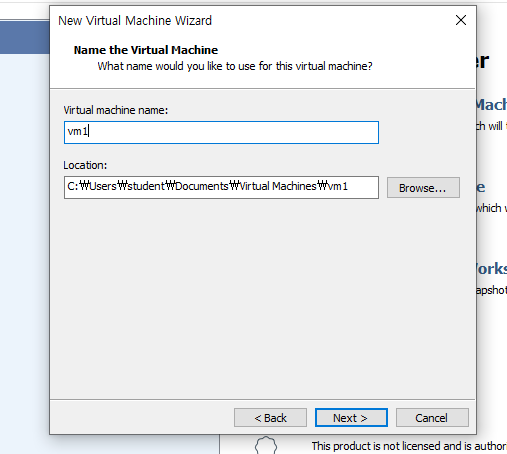 New Virtual Machine Wizard
Name the Virtual Machine
What name would you like to use for this virtual machine?
Virtual machine name:
vm1
Location:
C:₩Users₩student₩Documents₩Virtual Machines₩vm1
Browse...
< Back
Next >
Cancel
er
Mach
ch will t
e
which w
Works
apshot
This product is not licensed and is authori